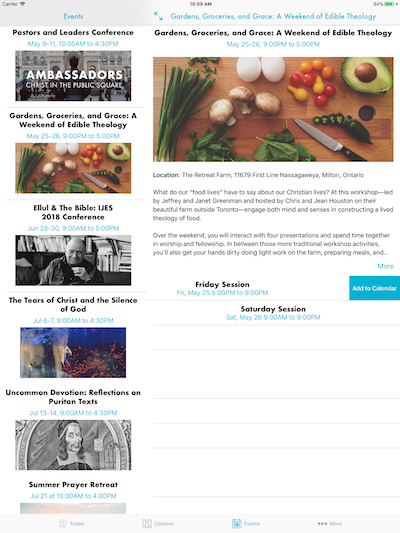 Carrier
10:59 AM
94%
Events
Gardens, Groceries, and Grace: A Weekend of Edible Theology
Pastors and Leaders Conference
May 9-11, 10:00AM to 4:30PM
AMBASSADORS
CHRIST IN THE PUBLIC SQUARE
Gardens, Groceries, and Grace: A
Weekend of Edible Theology
May 25-26, 9:00PM to 5:00PM
Ellul & The Bible: IJES
2018 Conference
Jun 28-30, 9:00AM to 5:00PM
The Tears of Christ and the Silence
of God
Jul 6-7, 9:00AM to 4:30PM
Uncommon Devotion: Reflections on
Puritan Texts
Jul 13-14, 9:00AM to 4:30PM
Summer Prayer Retreat
Jul 21 at 10:00AM to 4:00PM
Gardens, Groceries, and Grace: A Weekend of Edible Theology
May 25-26, 9:00PM to 5:00PM
Location: The Retreat Farm, 11679 First Line Nassagaweya, Milton, Ontario
What do our "food lives" have to say about our Christian lives? At this workshop—led
by Jeffrey and Janet Greenman and hosted by Chris and Jean Houston on their
beautiful farm outside Toronto—engage both mind and senses in constructing a lived
theology of food.
Over the weekend, you will interact with four presentations and spend time together
in worship and fellowship. In between those more traditional workshop activities,
you'll also get your hands dirty doing light work on the farm, preparing meals, and...
More
Friday Session
Fri, May 25 5:00PM to 9:00PM
Add to Calendar
Saturday Session
Sat, May 26 9:00AM to 9:00PM
Today
Courses
Events
More